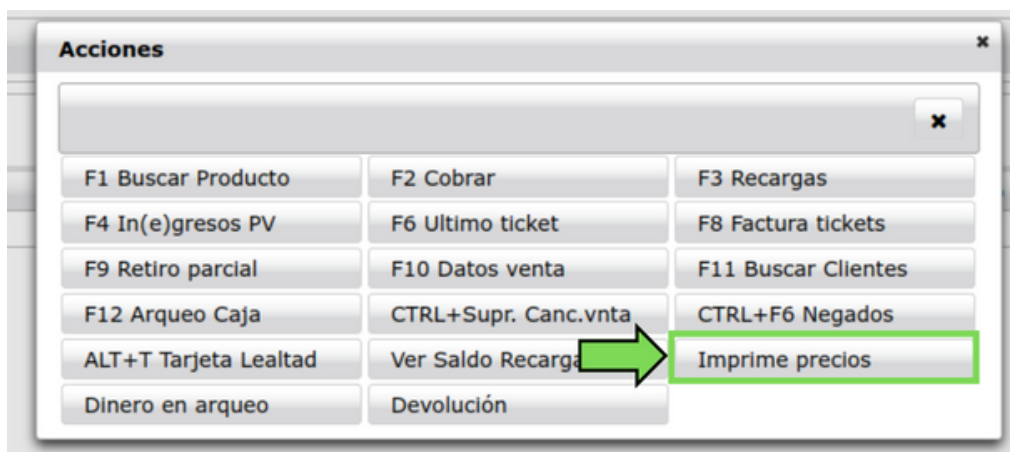 Acciones
F1 Buscar Producto F2 Cobrar F3 Recargas
F4 In(e)gresos PV F6 Ultimo ticket F8 Factura tickets
F9 Retiro parcial F10 Datos venta F11 Buscar Clientes
F12 Arqueo Caja CTRL+Supr. Canc.vnta CTRL+F6 Negados
ALT+T Tarjeta Lealtad Ver Saldo Recarga Imprime precios
Dinero en arqueo Devolución